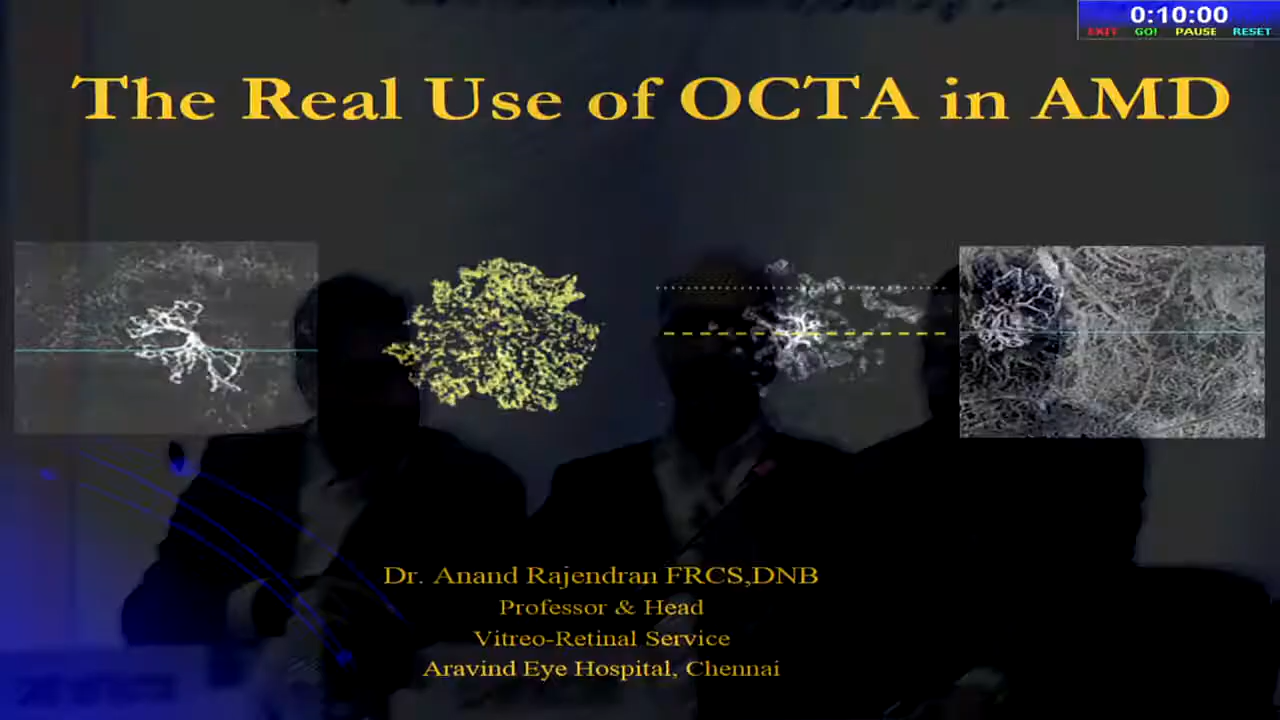 0:10:00
EXIT GO! PAUSE RESET
The Real Use of OCTA in AMD
Dr. Anand Rajendran FRCS,DNB
Professor & Head
Vitreo-Retinal Service
Aravind Eye Hospital, Chennai